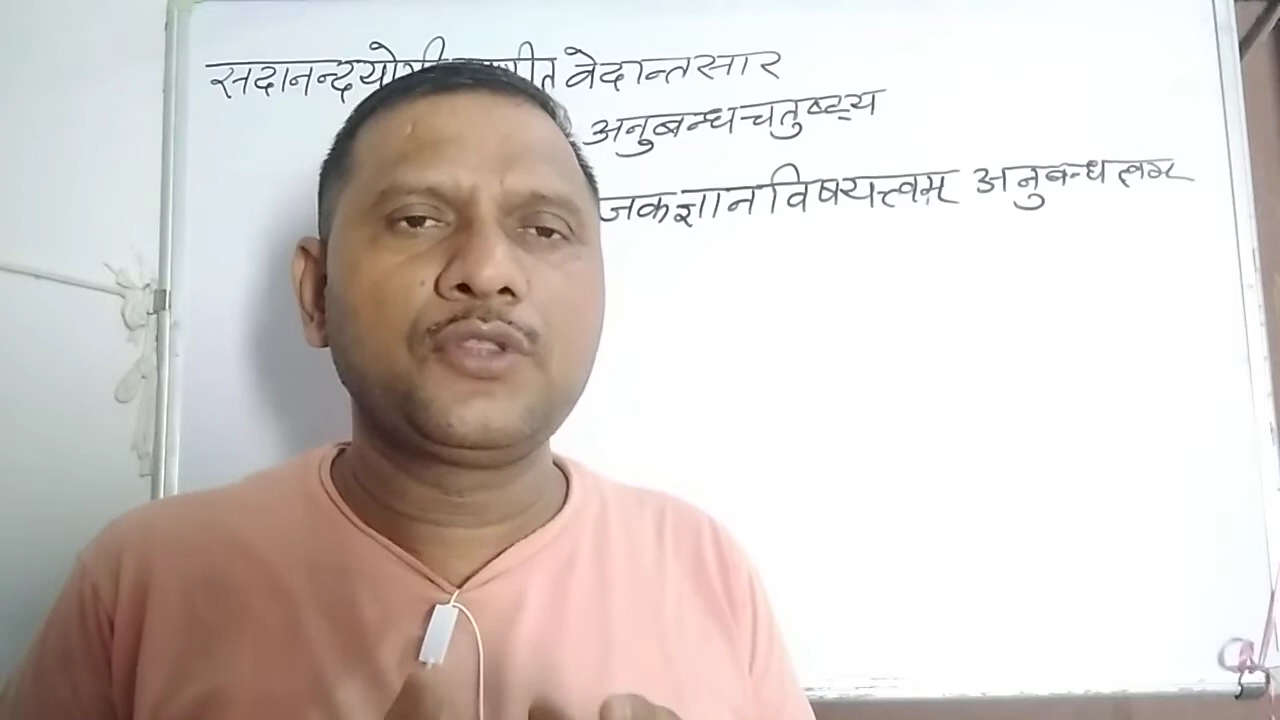 सदानन्दयोगी वेदान्तसार
अनुबन्धचतुष्टय
जकज्ञानविषयत्त्वम् अनुबन्धत्वम्